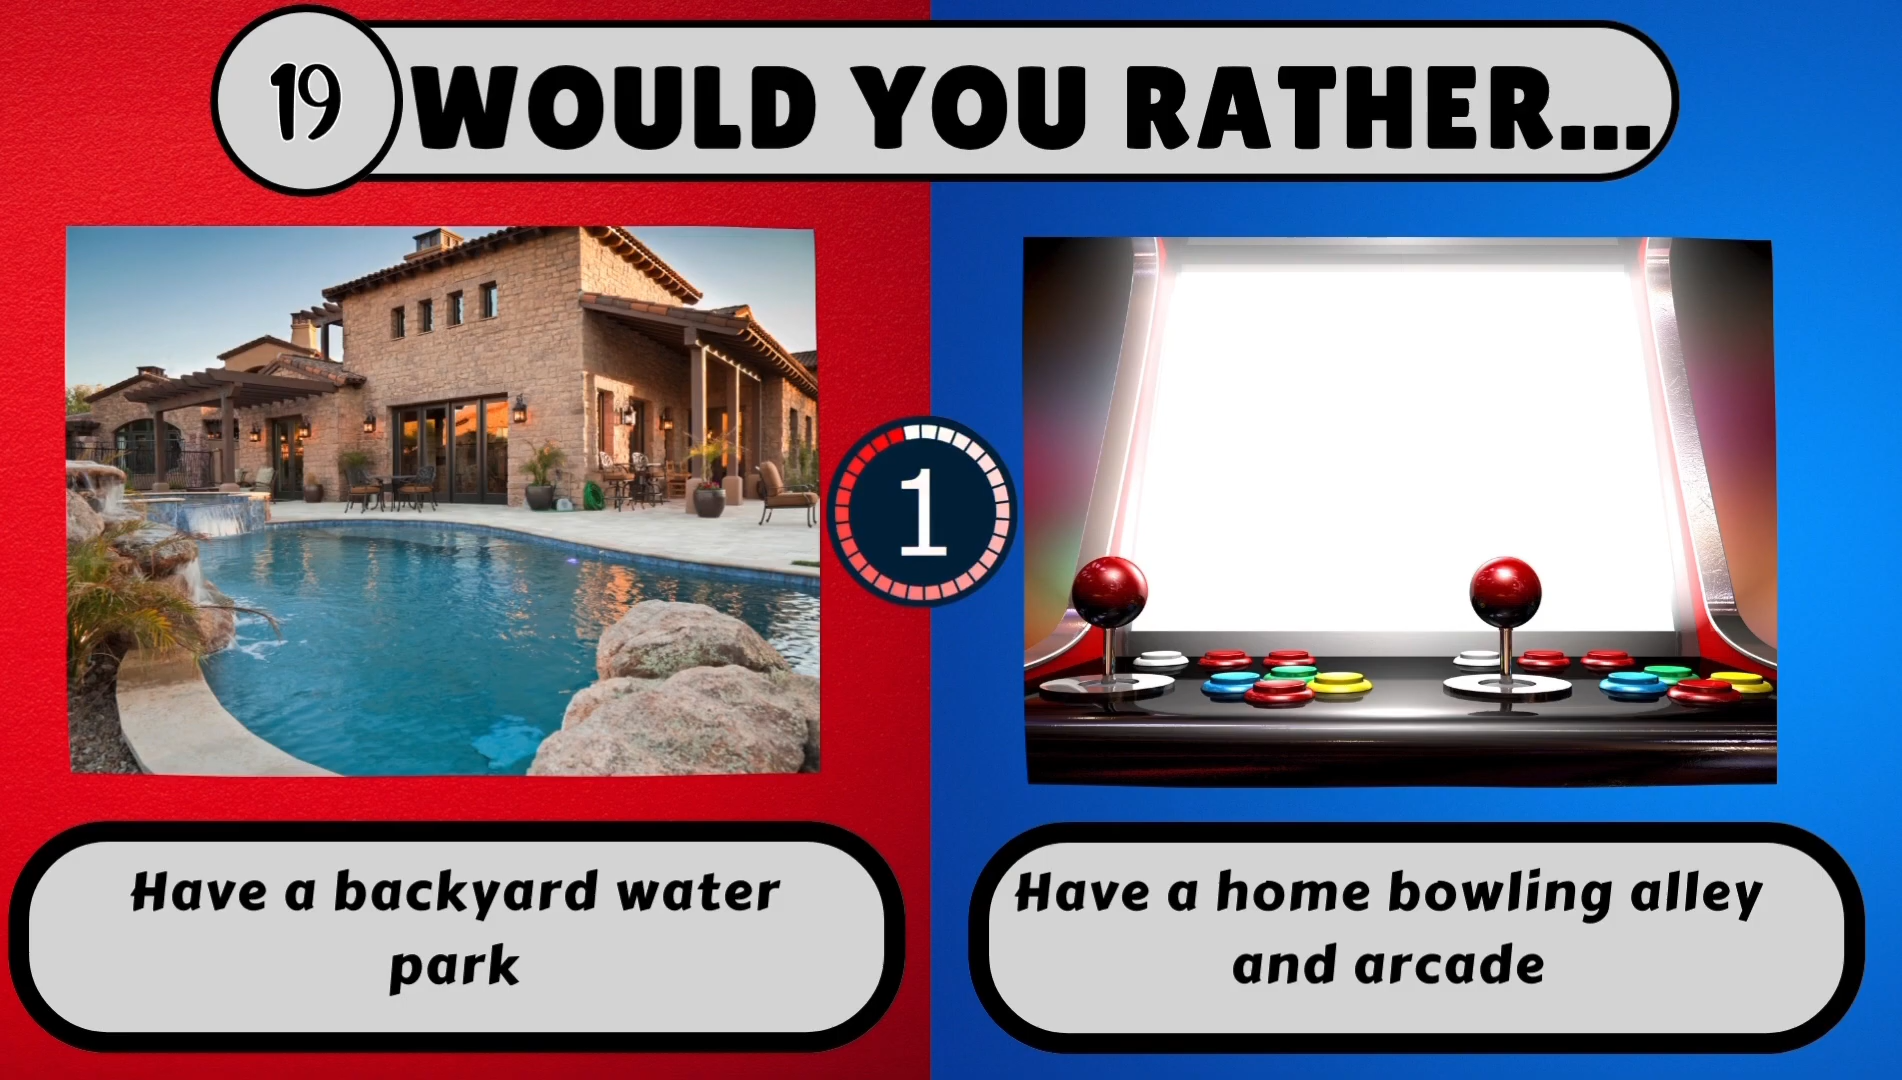 19
WOULD YOU RATHER...
1
Have a backyard water
park
Have a home bowling alley
and arcade